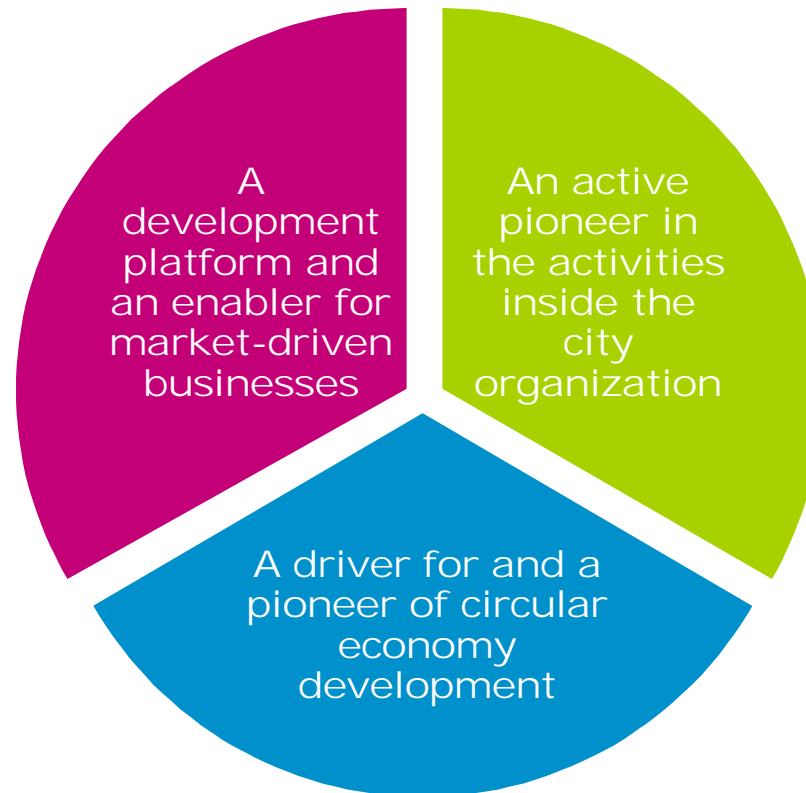 A
development
platform and
an enabler for
market-driven
businesses
An active
pioneer in
the activities
inside the
city
organization
A driver for and a
pioneer of circular
economy
development